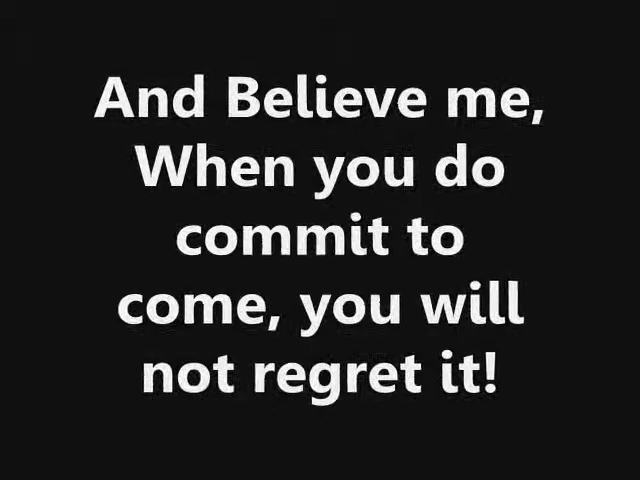 And Believe me,
When you do
commit to
come, you will
not regret it!